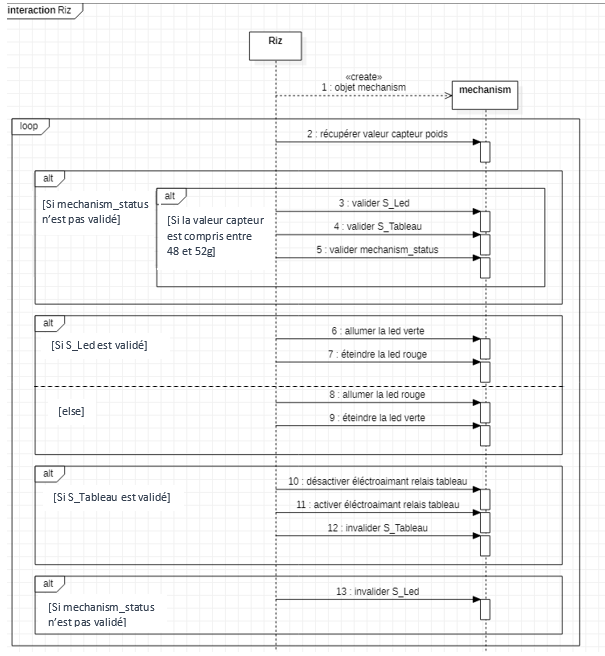 interaction Riz
Riz
«create»
1 : objet mechanism
mechanism
loop
2 : récupérer valeur capteur poids
alt
[Si mechanism_status
n'est pas validé]
alt
[Si la valeur capteur
est compris entre
48 et 52g]
3 : valider S_Led
4 : valider S_Tableau
5 : valider mechanism_status
alt
[Si S_Led est validé]
6 : allumer la led verte
7 : éteindre la led rouge
[else]
8 : allumer la led rouge
9 : éteindre la led verte
alt
[Si S_Tableau est validé]
10 : désactiver éléctroaimant relais tableau
11 : activer éléctroaimant relais tableau
12 : invalider S_Tableau
alt
[Si mechanism_status
n'est pas validé]
13 : invalider S_Led